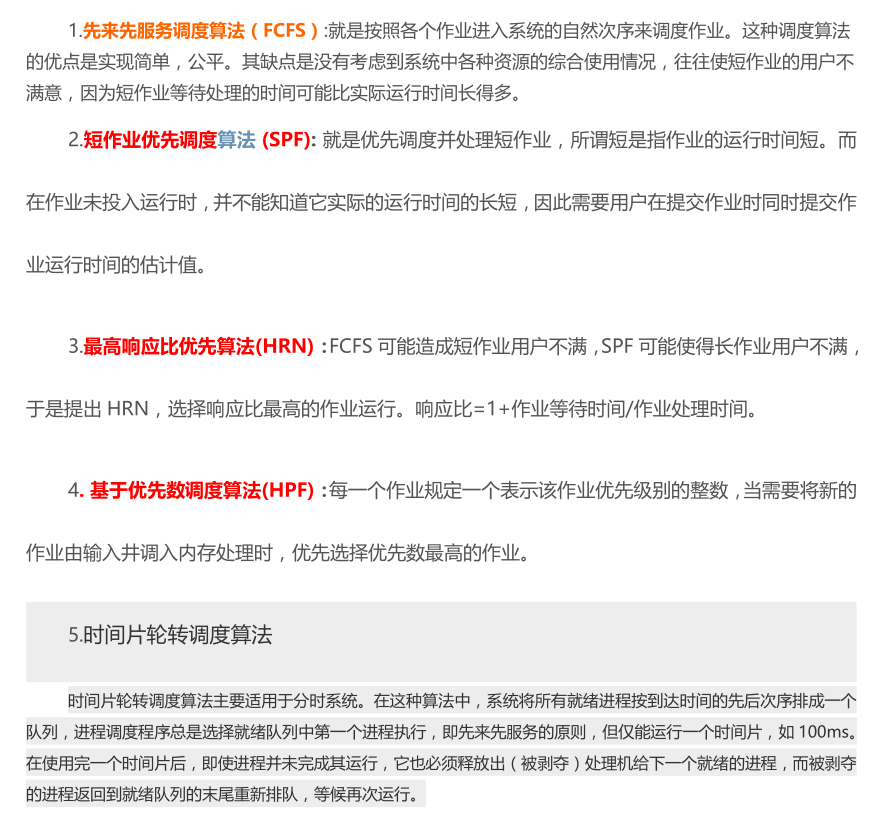 1.先来先服务调度算法（FCFS）:就是按照各个作业进入系统的自然次序来调度作业。这种调度算法
的优点是实现简单，公平。其缺点是没有考虑到系统中各种资源的综合使用情况，往往使短作业的用户不
满意，因为短作业等待处理的时间可能比实际运行时间长得多。
2.短作业优先调度算法 (SPF): 就是优先调度并处理短作业，所谓短是指作业的运行时间短。而
在作业未投入运行时，并不能知道它实际的运行时间的长短，因此需要用户在提交作业时同时提交作
业运行时间的估计值。
3.最高响应比优先算法(HRN)：FCFS 可能造成短作业用户不满，SPF 可能使得长作业用户不满，
于是提出 HRN，选择响应比最高的作业运行。响应比=1+作业等待时间/作业处理时间。
4. 基于优先数调度算法(HPF)：每一个作业规定一个表示该作业优先级别的整数，当需要将新的
作业由输入井调入内存处理时，优先选择优先数最高的作业。
5.时间片轮转调度算法
时间片轮转调度算法主要适用于分时系统。在这种算法中，系统将所有就绪进程按到达时间的先后次序排成一个
队列，进程调度程序总是选择就绪队列中第一个进程执行，即先来先服务的原则，但仅能运行一个时间片，如 100ms。
在使用完一个时间片后，即使进程并未完成其运行，它也必须释放出（被剥夺）处理机给下一个就绪的进程，而被剥夺
的进程返回到就绪队列的末尾重新排队，等候再次运行。